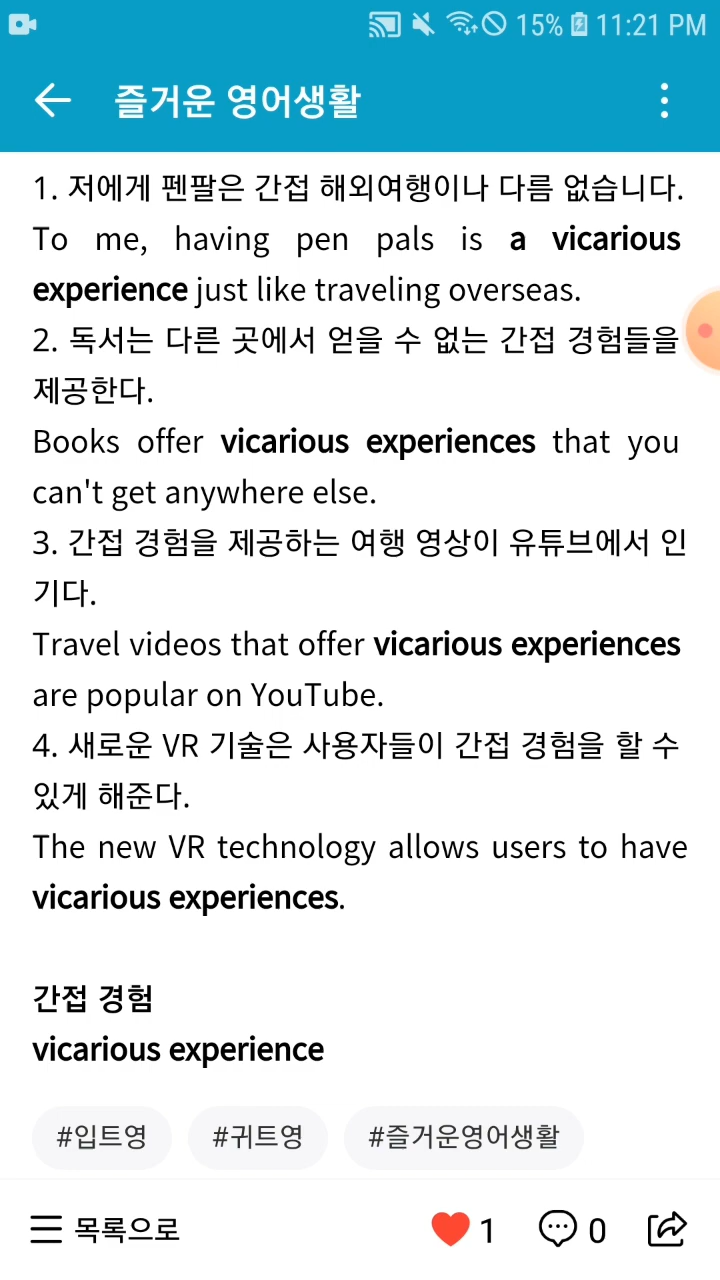 15% 11:21 PM
즐거운 영어생활
1. 저에게 펜팔은 간접 해외여행이나 다름 없습니다.
To me, having pen pals is a vicarious
experience just like traveling overseas.
2. 독서는 다른 곳에서 얻을 수 없는 간접 경험들을
제공한다.
Books offer vicarious experiences that you
can't get anywhere else.
3. 간접 경험을 제공하는 여행 영상이 유튜브에서 인
기다.
Travel videos that offer vicarious experiences
are popular on YouTube.
4. 새로운 VR 기술은 사용자들이 간접 경험을 할 수
있게 해준다.
The new VR technology allows users to have
vicarious experiences.
간접 경험
vicarious experience
#입트영 #귀트영 #즐거운영어생활
목록으로 1 0